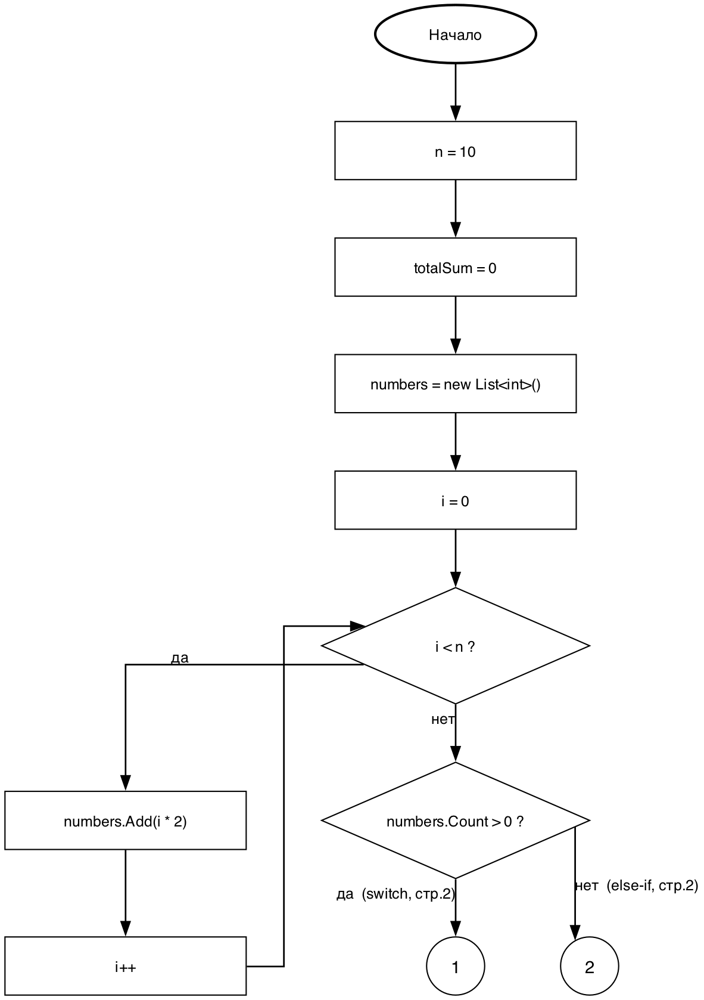 Начало
n = 10
totalSum = 0
numbers = new List<int>()
i = 0
i < n ?
да
нет
numbers.Add(i * 2)
numbers.Count > 0 ?
i++
да (switch, стр.2)
нет (else-if, стр.2)
1
2